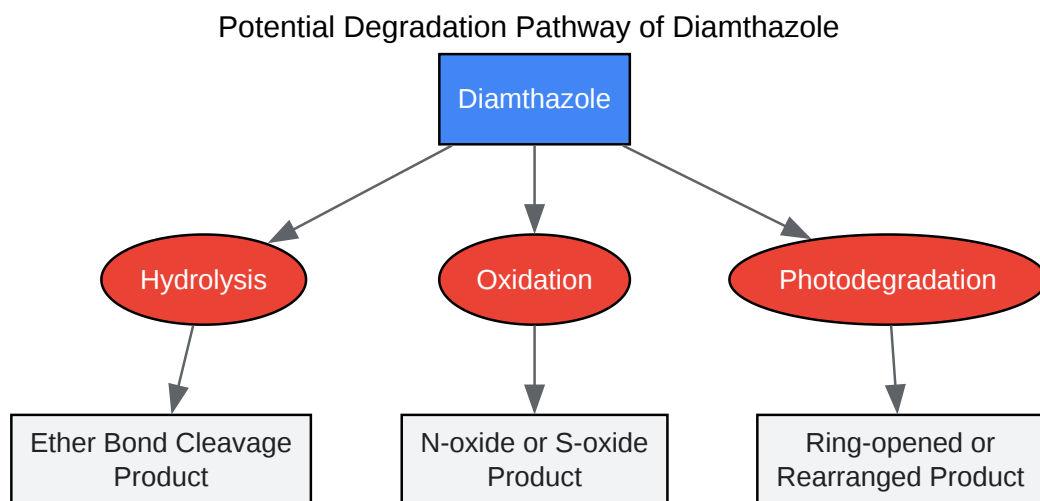 Potential Degradation Pathway of Diamthazole
Diamthazole
Hydrolysis
Oxidation
Photodegradation
Ether Bond Cleavage
Product
N-oxide or S-oxide
Product
Ring-opened or
Rearranged Product